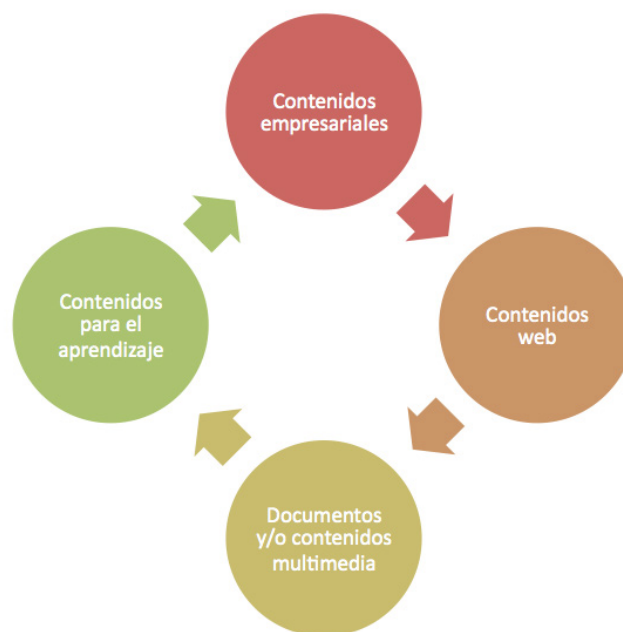 Contenidos
empresariales
Contenidos
web
Documentos
y/o contenidos
multimedia
Contenidos
para el
aprendizaje